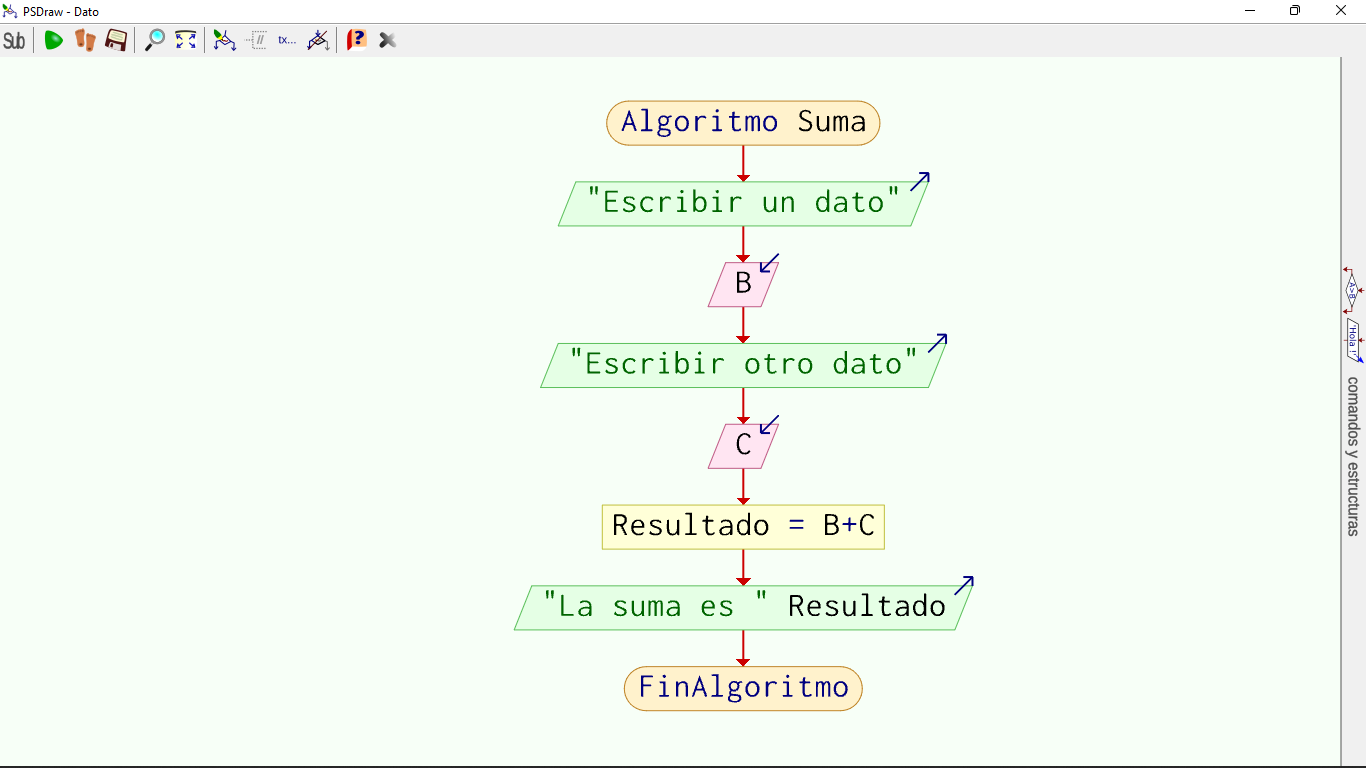 PSDraw - Dato
Sub
tx...
Algoritmo Suma
"Escribir un dato"
B
"Escribir otro dato"
C
Resultado = B+C
"La suma es " Resultado
FinAlgoritmo
A>B
"Hola !"
comandos y estructuras